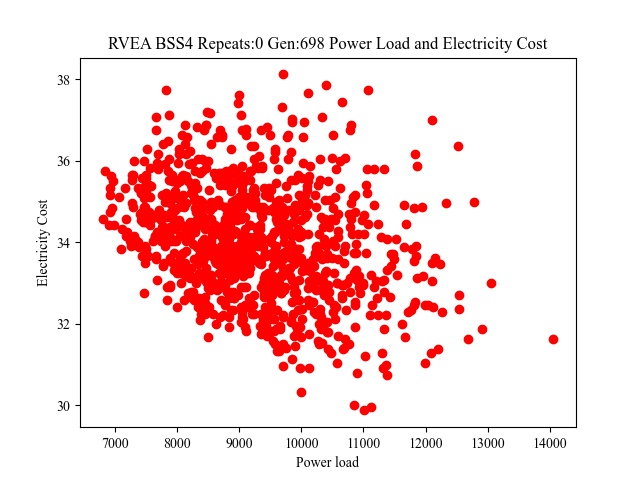 RVEA BSS4 Repeats:0 Gen:698 Power Load and Electricity Cost
38
36
34
32
30
Electricity Cost
7000 8000 9000 10000 11000 12000 13000 14000
Power load